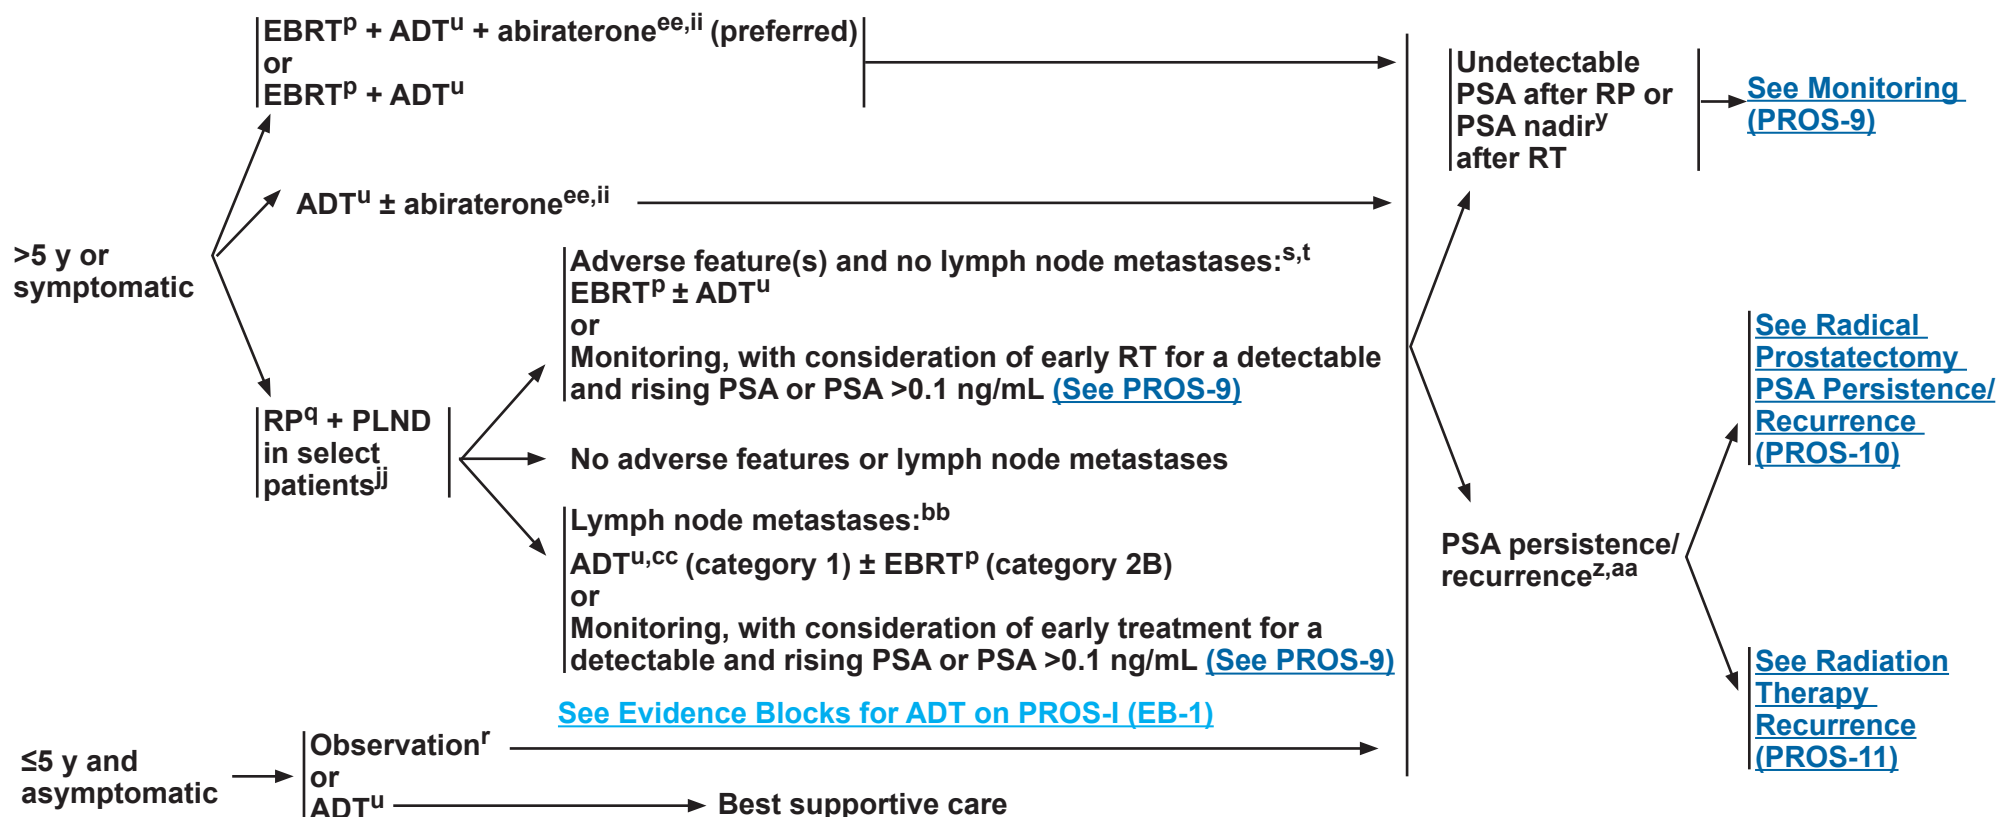 EBRTp + ADTu + abirateroneee,ii (preferred)
or
EBRTp + ADTu
ADTu ± abirateroneee,ii
>5 y or
symptomatic
Adverse feature(s) and no lymph node metastases:s,t
EBRTp ± ADTu
or
Monitoring, with consideration of early RT for a detectable
and rising PSA or PSA >0.1 ng/mL (See PROS-9)
RPq + PLND
in select
patientsjj
No adverse features or lymph node metastases
Lymph node metastases:bb
ADTu,cc (category 1) ± EBRTp (category 2B)
or
Monitoring, with consideration of early treatment for a
detectable and rising PSA or PSA >0.1 ng/mL (See PROS-9)
See Evidence Blocks for ADT on PROS-I (EB-1)
≤5 y and
asymptomatic
Observationr
or
ADTu
Best supportive care
Undetectable
PSA after RP or
PSA nadiry
after RT
See Monitoring
(PROS-9)
PSA persistence/
recurrencez,aa
See Radical
Prostatectomy
PSA Persistence/
Recurrence
(PROS-10)
See Radiation
Therapy
Recurrence
(PROS-11)